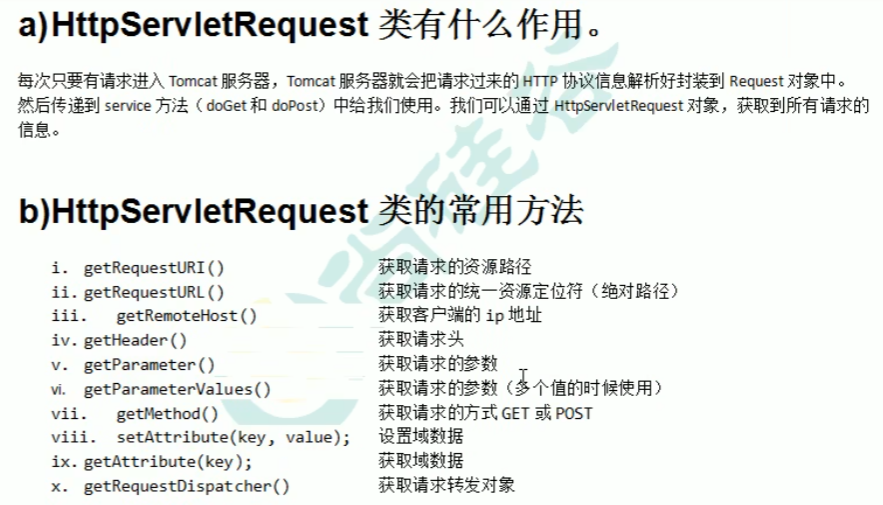 a)HttpServletRequest 类有什么作用。
每次只要有请求进入 Tomcat 服务器，Tomcat 服务器就会把请求过来的 HTTP 协议信息解析好封装到 Request 对象中。
然后传递到 service 方法（doGet 和 doPost）中给我们使用。我们可以通过 HttpServletRequest 对象，获取到所有请求的
信息。
b)HttpServletRequest 类的常用方法
i. getRequestURI() 获取请求的资源路径
ii. getRequestURL() 获取请求的统一资源定位符（绝对路径）
iii. getRemoteHost() 获取客户端的 ip 地址
iv. getHeader() 获取请求头
v. getParameter() 获取请求的参数
vi. getParameterValues() 获取请求的参数（多个值的时候使用）
vii. getMethod() 获取请求的方式 GET 或 POST
viii. setAttribute(key, value); 设置域数据
ix. getAttribute(key); 获取域数据
x. getRequestDispatcher() 获取请求转发对象
尚硅谷